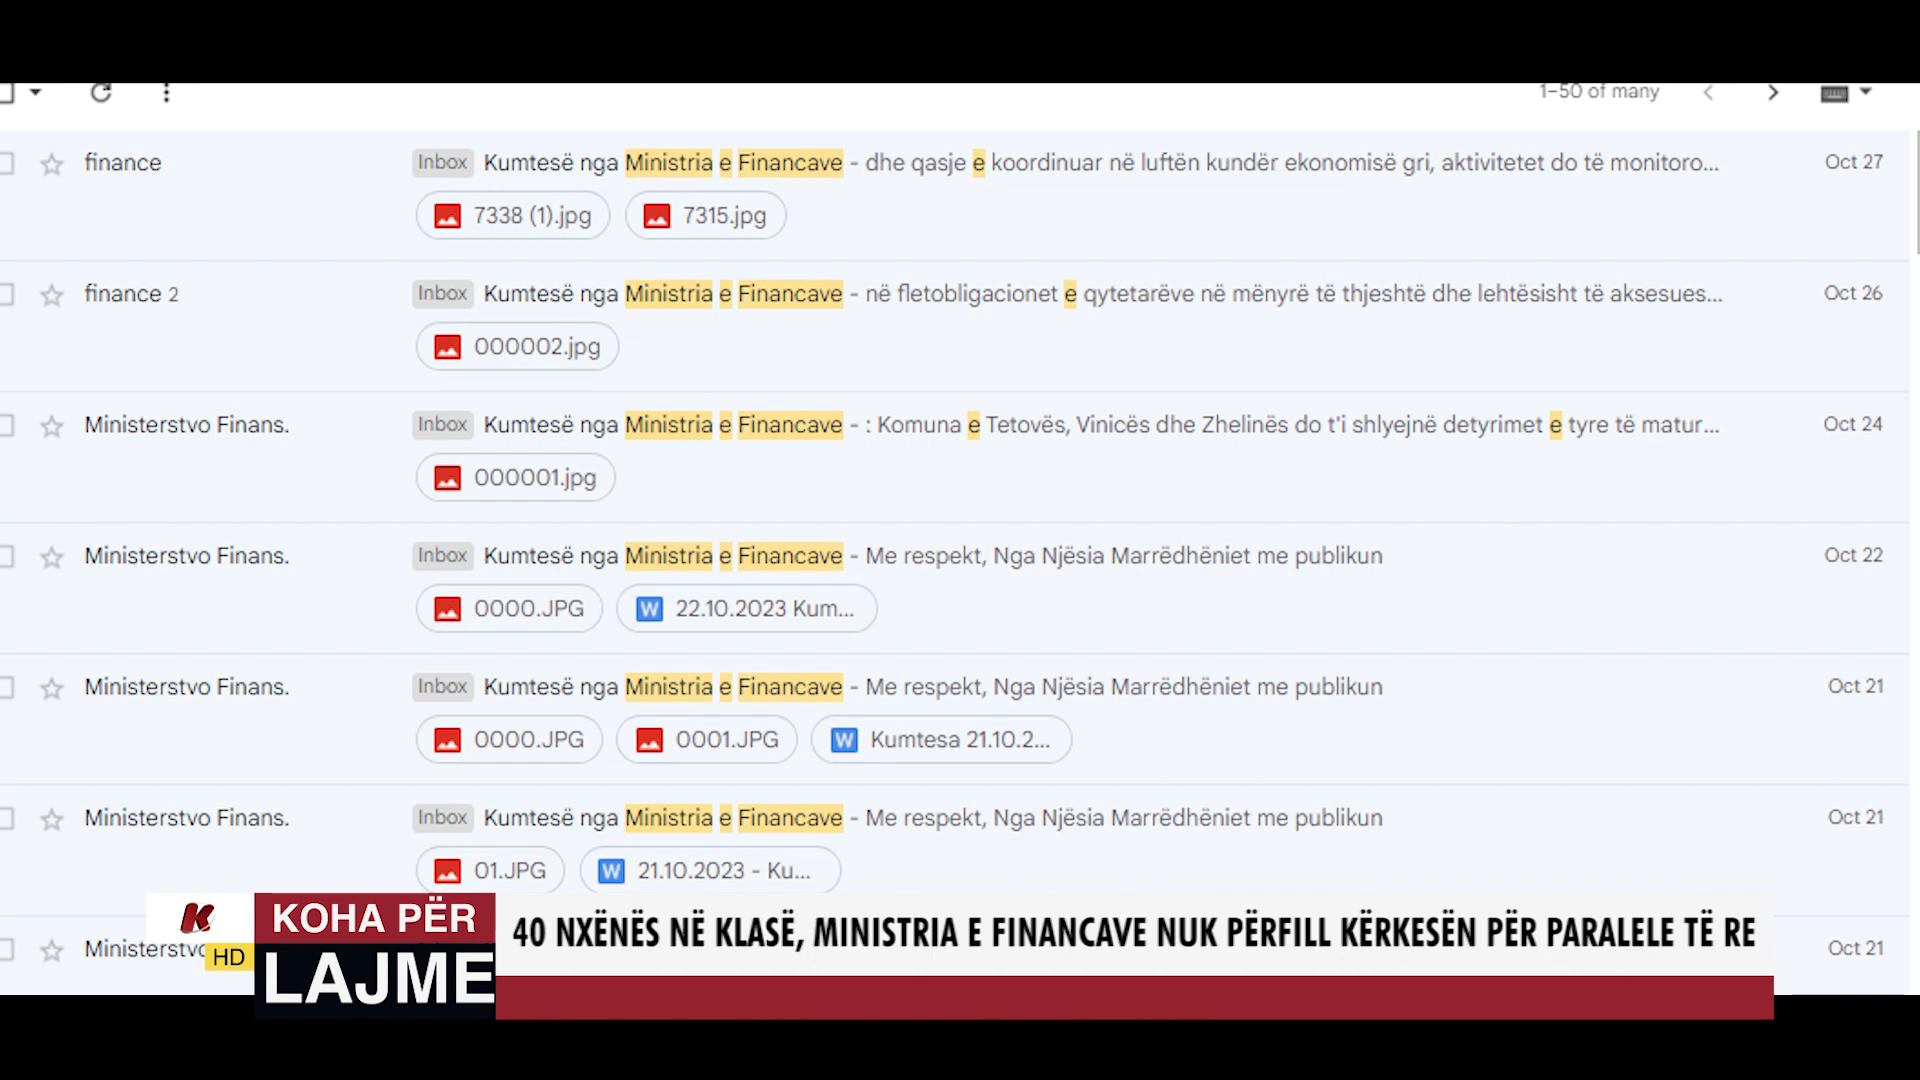 1–50 of many
finance Inbox Kumtesë nga Ministria e Financave - dhe qasje e koordinuar në luftën kundër ekonomisë gri, aktivitetet do të monitoro... Oct 27
7338 (1).jpg 7315.jpg
finance 2 Inbox Kumtesë nga Ministria e Financave - në fletobligacionet e qytetarëve në mënyrë të thjeshtë dhe lehtësisht të aksesues... Oct 26
000002.jpg
Ministerstvo Finans. Inbox Kumtesë nga Ministria e Financave - : Komuna e Tetovës, Vinicës dhe Zhelinës do t'i shlyejnë detyrimet e tyre të matur... Oct 24
000001.jpg
Ministerstvo Finans. Inbox Kumtesë nga Ministria e Financave - Me respekt, Nga Njësia Marrëdhëniet me publikun Oct 22
0000.JPG 22.10.2023 Kum...
Ministerstvo Finans. Inbox Kumtesë nga Ministria e Financave - Me respekt, Nga Njësia Marrëdhëniet me publikun Oct 21
0000.JPG 0001.JPG Kumtesa 21.10.2...
Ministerstvo Finans. Inbox Kumtesë nga Ministria e Financave - Me respekt, Nga Njësia Marrëdhëniet me publikun Oct 21
01.JPG 21.10.2023 - Ku...
Ministerstvo Oct 21
K HD
KOHA PËR
LAJME
40 NXËNËS NË KLASË, MINISTRIA E FINANCAVE NUK PËRFILL KËRKESËN PËR PARALELE TË RE